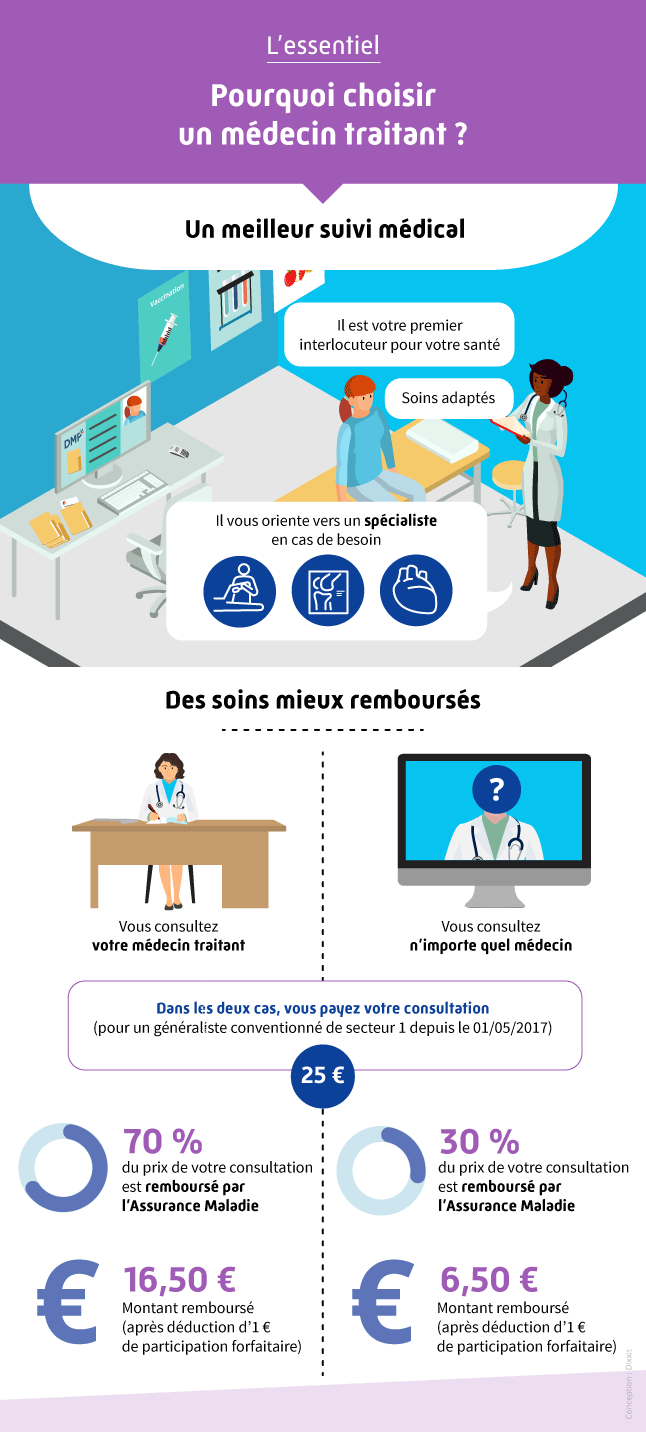 L'essentiel
Pourquoi choisir
un médecin traitant ?
Un meilleur suivi médical
Vaccination
Il est votre premier
interlocuteur pour votre santé
Soins adaptés
DMP
Il vous oriente vers un spécialiste
en cas de besoin
Des soins mieux remboursés
?
Vous consultez
votre médecin traitant
Vous consultez
n'importe quel médecin
Dans les deux cas, vous payez votre consultation
(pour un généraliste conventionné de secteur 1 depuis le 01/05/2017)
25 €
70 %
du prix de votre consultation
est remboursé par
l'Assurance Maladie
30 %
du prix de votre consultation
est remboursé par
l'Assurance Maladie
€
16,50 €
Montant remboursé
(après déduction d'1 €
de participation forfaitaire)
€
6,50 €
Montant remboursé
(après déduction d'1 €
de participation forfaitaire)
Conception : Dixxit